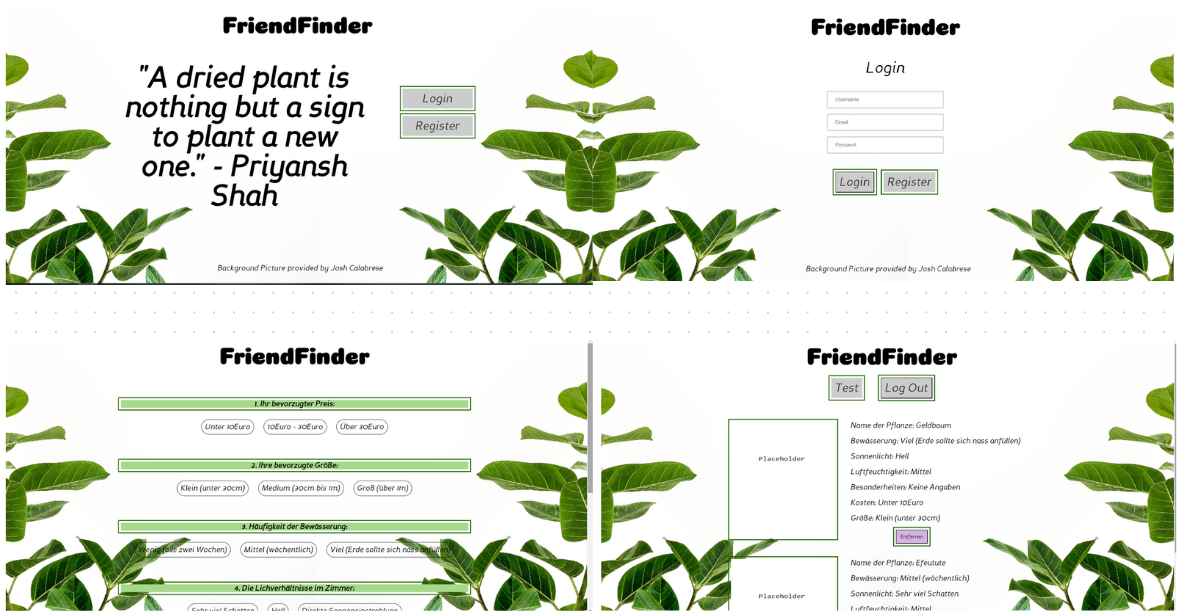 FriendFinder
"A dried plant is
nothing but a sign
to plant a new
one." - Priyansh
Shah
Login
Register
Background Picture provided by Josh Calabrese
FriendFinder
Login
Username
Email
Password
Login Register
Background Picture provided by Josh Calabrese
FriendFinder
1. Ihr bevorzugter Preis:
Unter 10Euro 10Euro - 30Euro Über 30Euro
2. Ihre bevorzugte Größe:
Klein (unter 30cm) Medium (30cm bis 1m) Groß (über 1m)
3. Häufigkeit der Bewässerung:
Wenig (alle zwei Wochen) Mittel (wöchentlich) Viel (Erde sollte sich nass anfüllen)
4. Die Lichverhältnisse im Zimmer:
Sehr viel Schatten Hell Direkte Sonneneinstrahlung
FriendFinder
Test Log Out
Placeholder
Name der Pflanze: Geldbaum
Bewässerung: Viel (Erde sollte sich nass anfüllen)
Sonnenlicht: Hell
Luftfeuchtigkeit: Mittel
Besonderheiten: Keine Angaben
Kosten: Unter 10Euro
Größe: Klein (unter 30cm)
Entfernen
Placeholder
Name der Pflanze: Efeutute
Bewässerung: Mittel (wöchentlich)
Sonnenlicht: Sehr viel Schatten
Luftfeuchtigkeit: Mittel